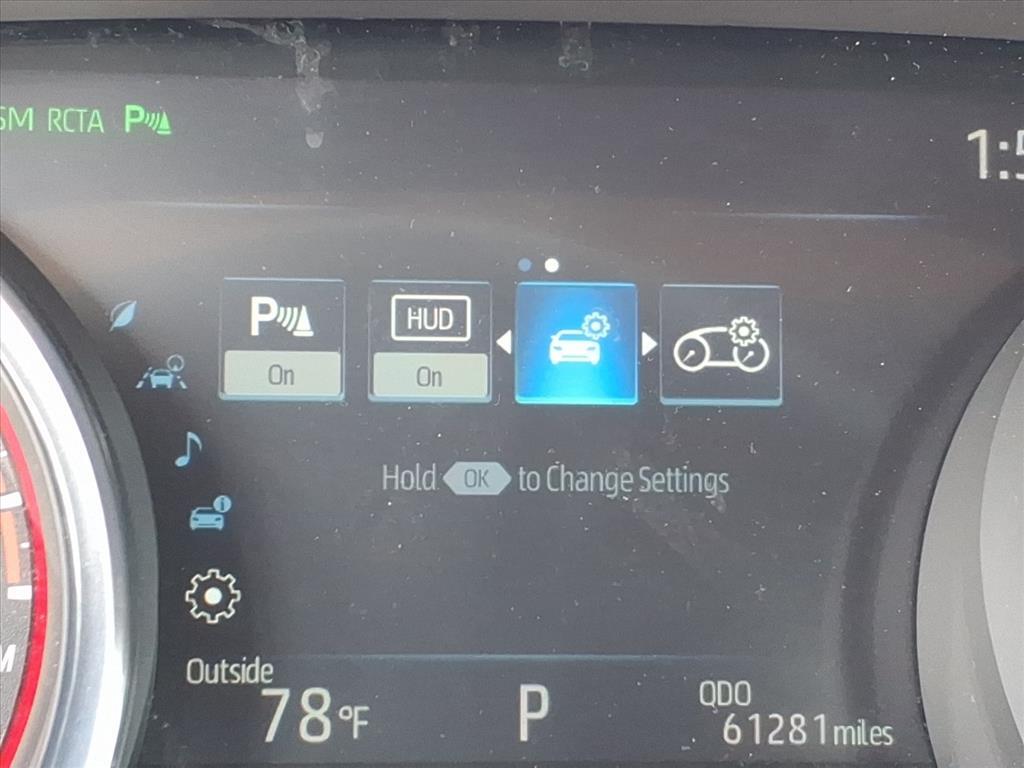 SM RCTA P
1:5
P HUD
On On
Hold OK to Change Settings
Outside
78°F P ODO
61281 miles
M